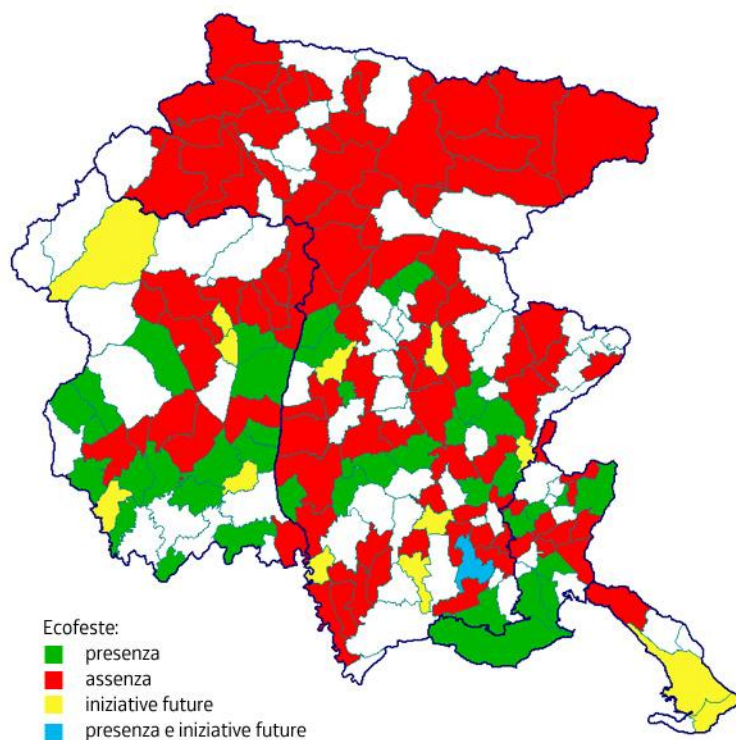 Ecofeste:
presenza
assenza
iniziative future
presenza e iniziative future